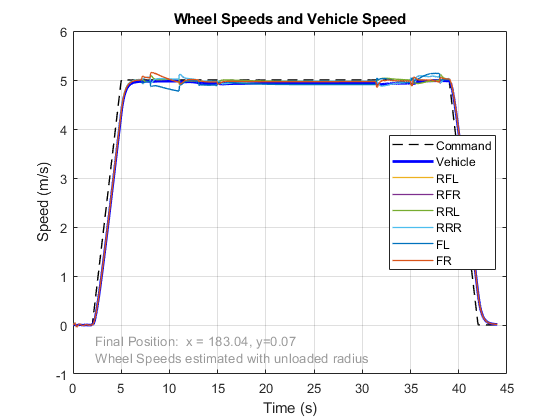 Wheel Speeds and Vehicle Speed
6
5
4
3
2
1
0
-1
Speed (m/s)
Command
Vehicle
RFL
RFR
RRL
RRR
FL
FR
Final Position: x = 183.04, y=0.07
Wheel Speeds estimated with unloaded radius
0 5 10 15 20 25 30 35 40 45
Time (s)